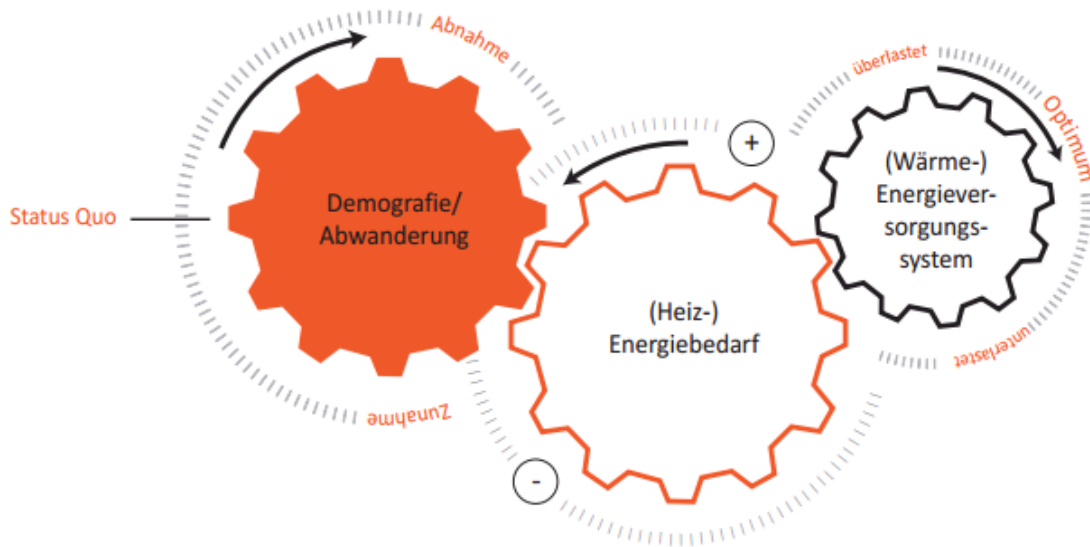 Abnahme
überlastet
Optimum
+
(Wärme-)
Energiever-
sorgungs-
system
Demografie/
Abwanderung
Status Quo
(Heiz-)
Energiebedarf
unterlastet
Zunahme
-